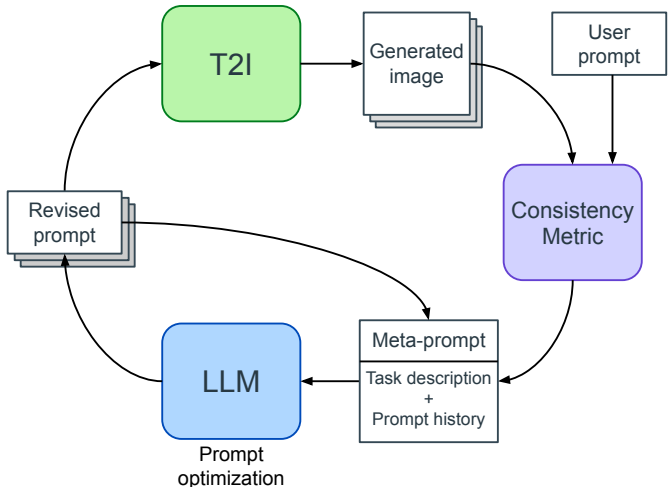 T2I
Generated
image
User
prompt
Revised
prompt
Consistency
Metric
Meta-prompt
Task description
+
Prompt history
LLM
Prompt
optimization